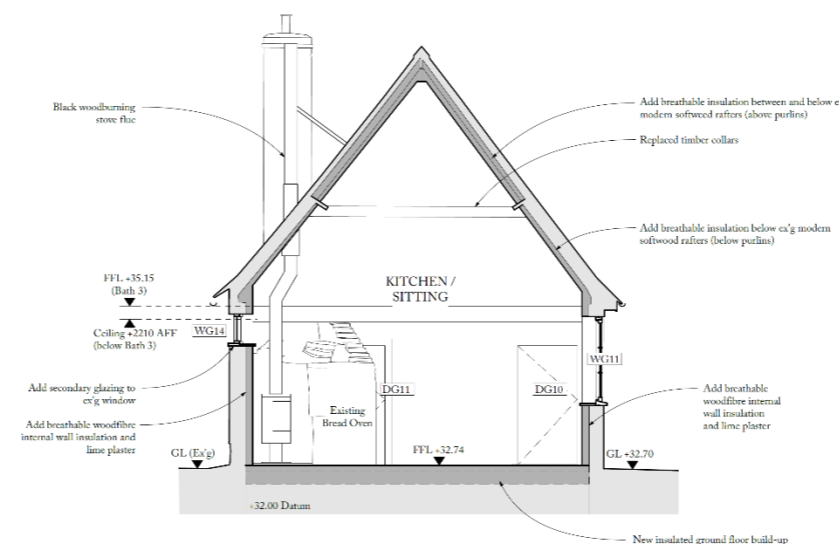 Black woodburning
stove flue
Add breathable insulation between and below e
modern softwood rafters (above purlins)
Replaced timber collars
Add breathable insulation below ex'g modern
softwood rafters (below purlins)
FFL +35.15
(Bath 3)
KITCHEN /
SITTING
Ceiling +2210 AFF
(below Bath 3)
WG14
WG11
Add secondary glazing to
ex'g window
DG11
DG10
Add breathable
woodfibre internal
wall insulation
and lime plaster
Existing
Bread Oven
Add breathable woodfibre
internal wall insulation and
lime plaster
GL (Ex'g)
FFL +32.74
GL +32.70
+32.00 Datum
New insulated ground floor build-up